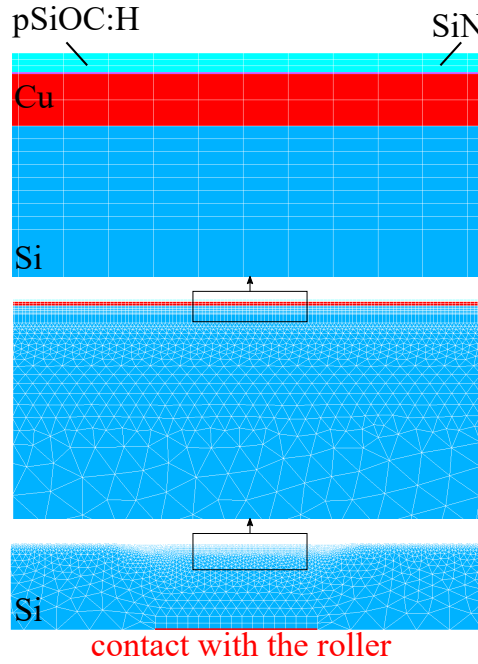 pSiOC:H
SiN
Cu
Si
Si
contact with the roller